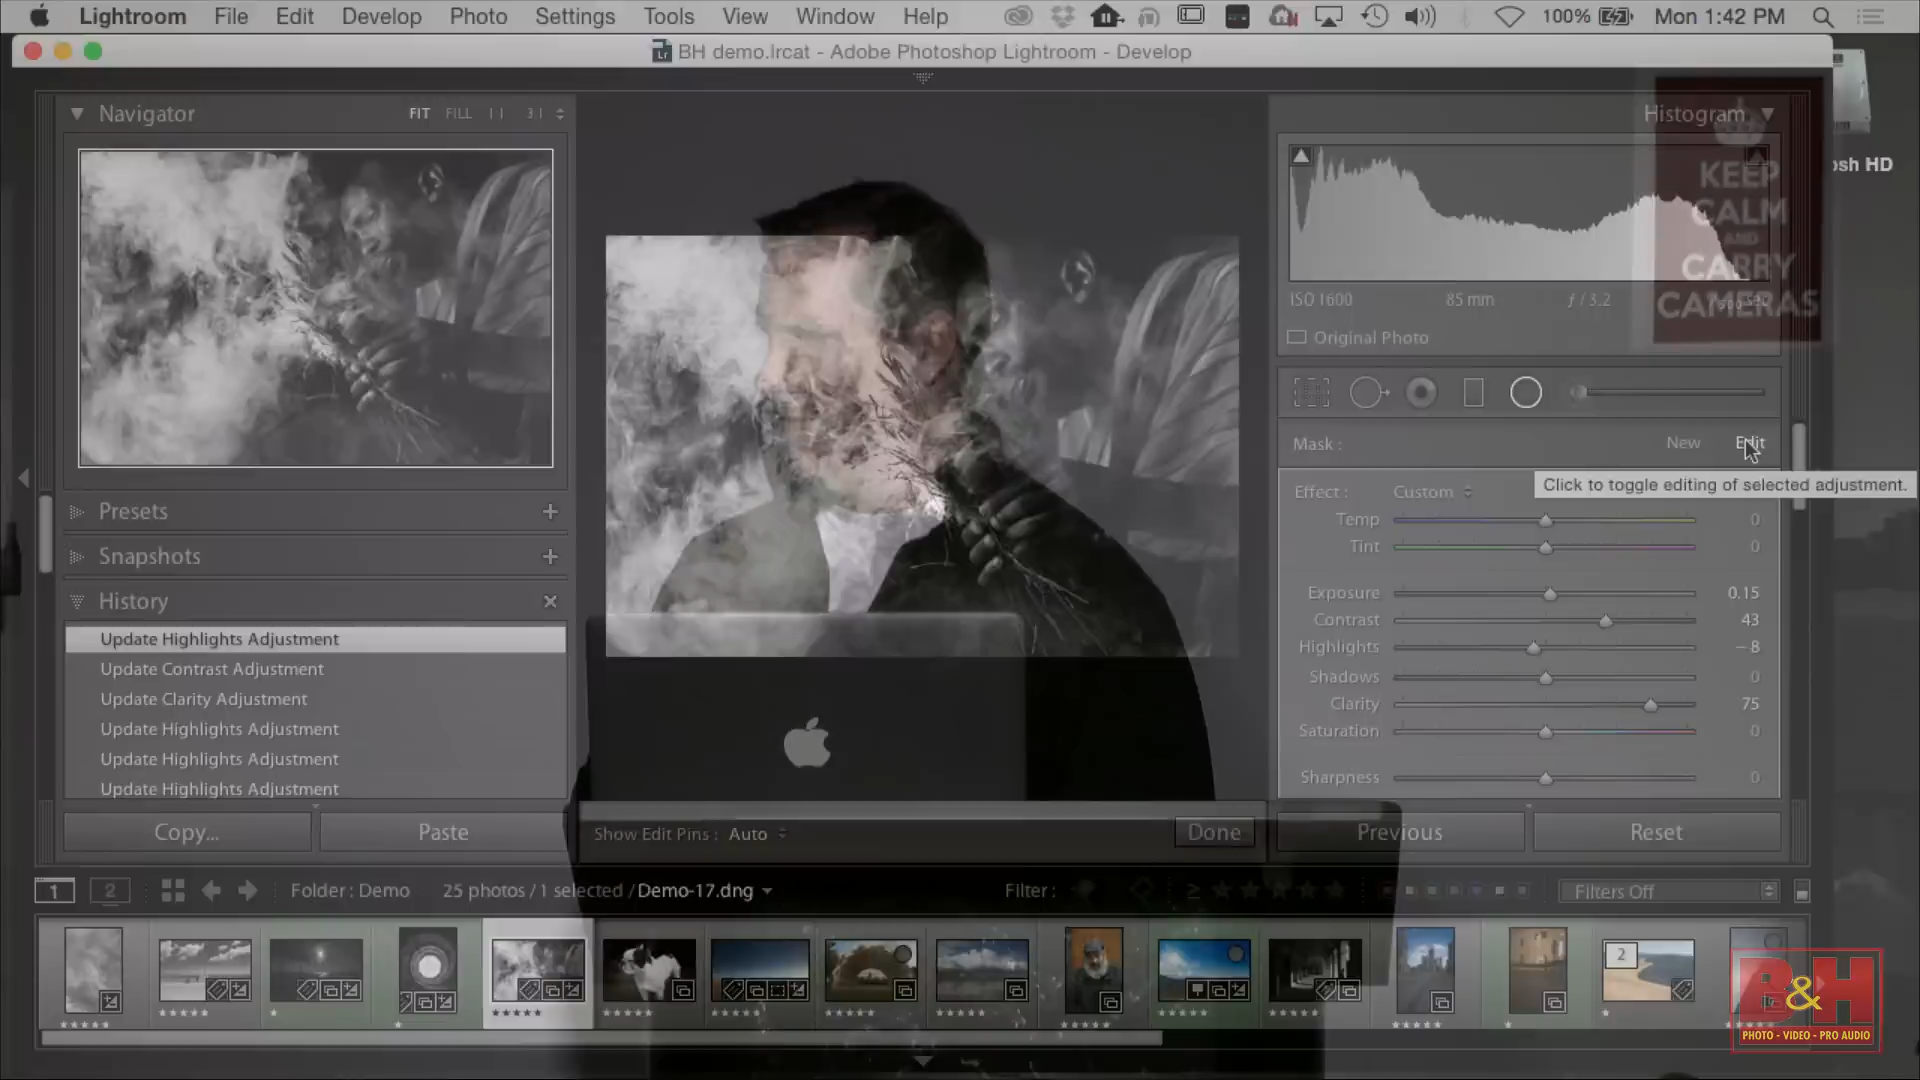 Lightroom File Edit Develop Photo Settings Tools View Window Help 100% Mon 1:42 PM
BH demo.lrcat - Adobe Photoshop Lightroom - Develop
Navigator FIT FILL 1:1 3:1
Histogram
KEEP
CALM
AND
CARRY
CAMERAS
osh HD
ISO 1600 85 mm ƒ / 3.2
Original Photo
Mask : New Edit
Click to toggle editing of selected adjustment.
Effect : Custom
Temp 0
Tint 0
Exposure 0.15
Contrast 43
Highlights – 8
Shadows 0
Clarity 75
Saturation 0
Sharpness 0
Presets
Snapshots
History
Update Highlights Adjustment
Update Contrast Adjustment
Update Clarity Adjustment
Update Highlights Adjustment
Update Highlights Adjustment
Update Highlights Adjustment
Copy... Paste
Show Edit Pins : Auto Done
Previous Reset
1 2 Folder : Demo 25 photos / 1 selected / Demo-17.dng Filter : Filters Off
2
B&H
PHOTO - VIDEO - PRO AUDIO